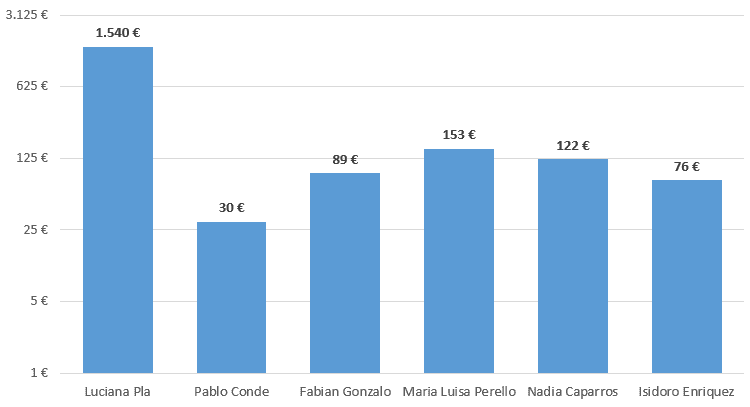 3.125 €
625 €
125 €
25 €
5 €
1 €
1.540 €
30 €
89 €
153 €
122 €
76 €
Luciana Pla
Pablo Conde
Fabian Gonzalo
Maria Luisa Perello
Nadia Caparros
Isidoro Enriquez